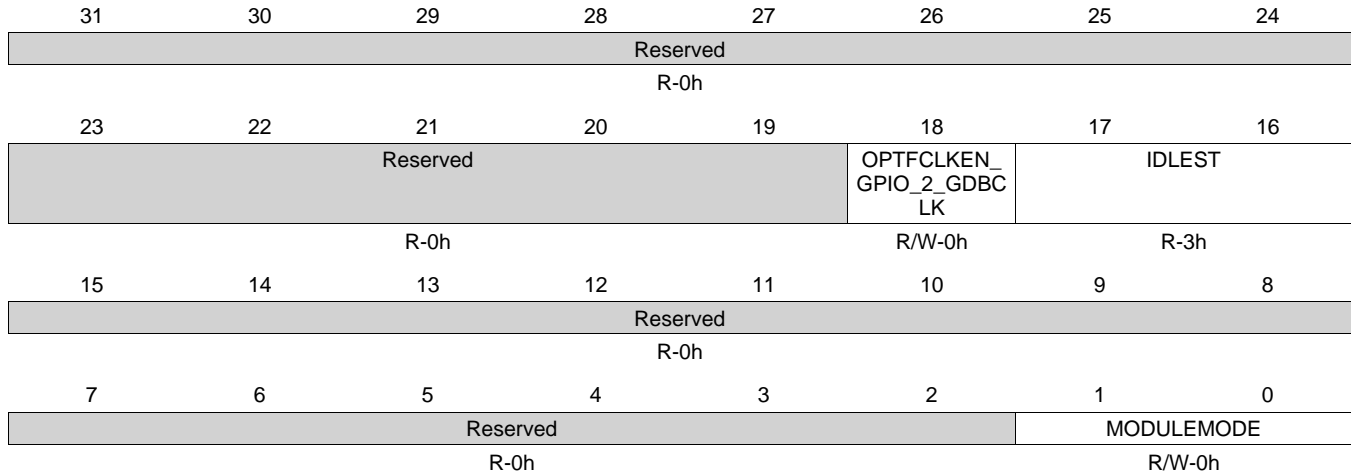 31 30 29 28 27 26 25 24
Reserved
R-0h
23 22 21 20 19 18 17 16
Reserved OPTFCLKEN_ IDLEST
GPIO_2_GDBC
LK
R-0h R/W-0h R-3h
15 14 13 12 11 10 9 8
Reserved
R-0h
7 6 5 4 3 2 1 0
Reserved MODULEMODE
R-0h R/W-0h